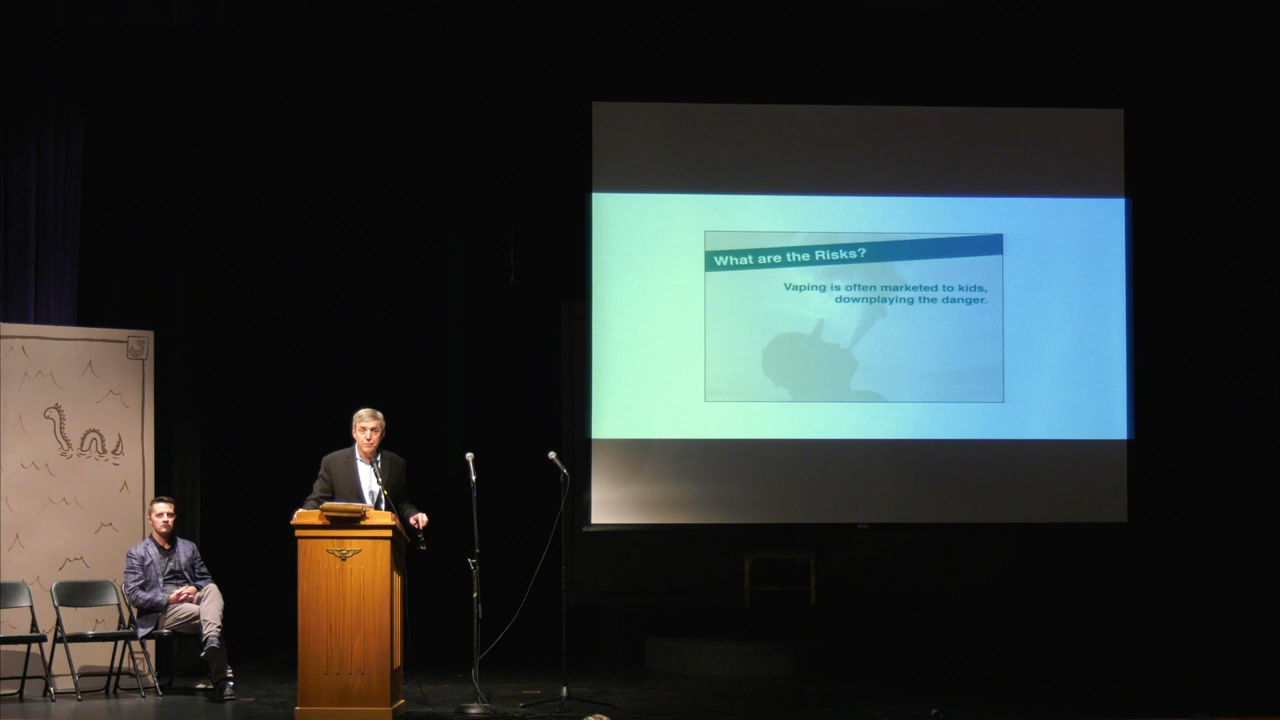 What are the Risks?
Vaping is often marketed to kids,
downplaying the danger.